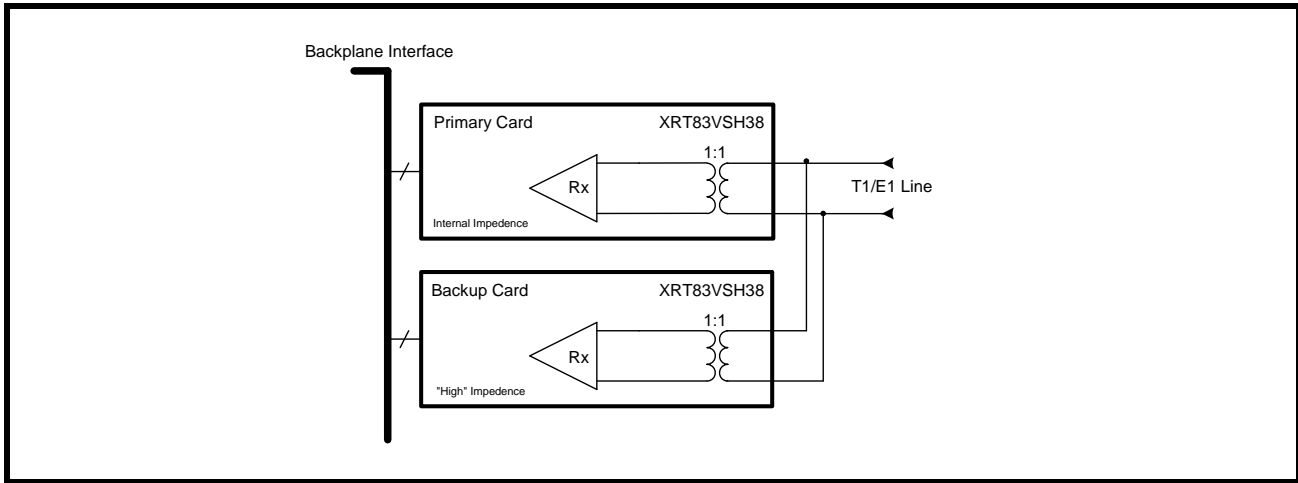 Backplane Interface
Primary Card XRT83VSH38
1:1
Rx
T1/E1 Line
Internal Impedence
Backup Card XRT83VSH38
1:1
Rx
"High" Impedence